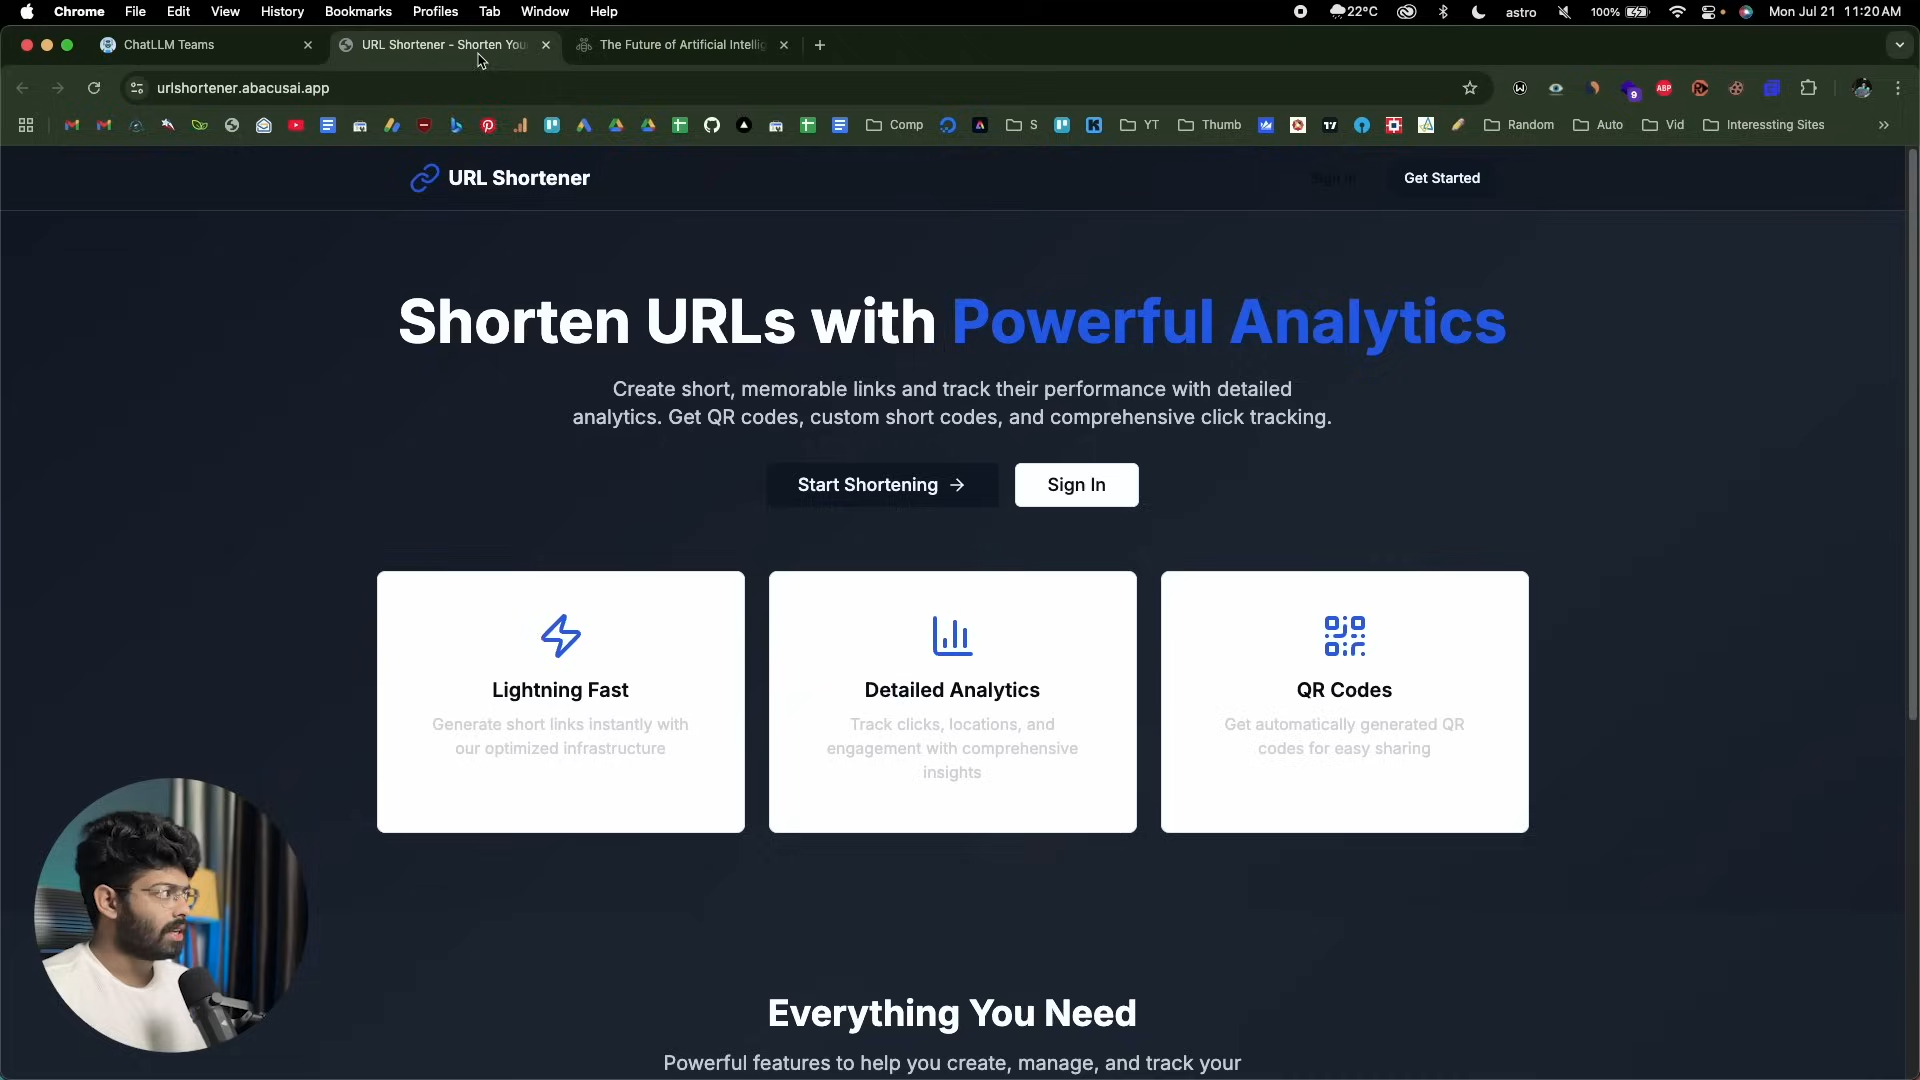 Chrome File Edit View History Bookmarks Profiles Tab Window Help
22°C astro 100% Mon Jul 21 11:20 AM
ChatLLM Teams
URL Shortener - Shorten You
The Future of Artificial Intellig
urlshortener.abacusai.app
9 ABP
Comp S YT Thumb Random Auto Vid Interessting Sites
URL Shortener
Sign In
Get Started
Shorten URLs with Powerful Analytics
Create short, memorable links and track their performance with detailed
analytics. Get QR codes, custom short codes, and comprehensive click tracking.
Start Shortening →
Sign In
Lightning Fast
Generate short links instantly with
our optimized infrastructure
Detailed Analytics
Track clicks, locations, and
engagement with comprehensive
insights
QR Codes
Get automatically generated QR
codes for easy sharing
Everything You Need
Powerful features to help you create, manage, and track your